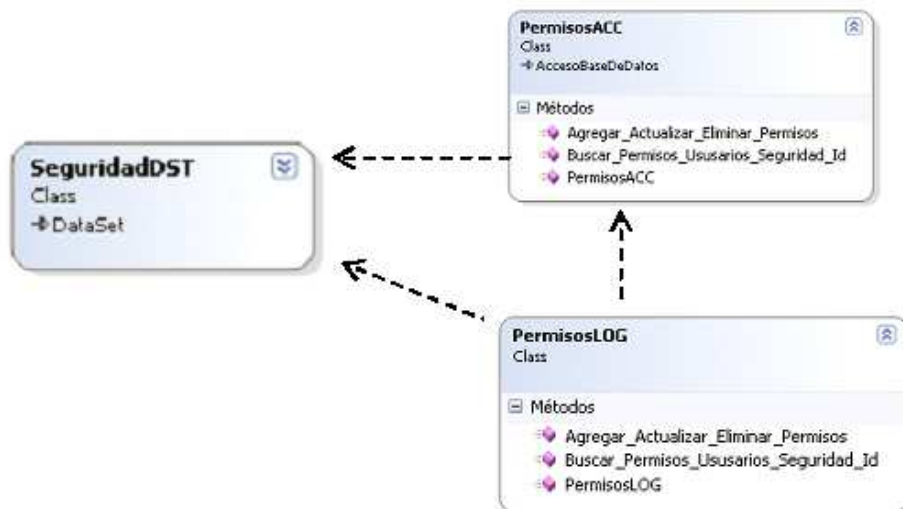 PermisosACC
Class
AccesoBaseDeDatos
Métodos
Agregar_Actualizar_Eliminar_Permisos
Buscar_Permisos_Ususarios_Seguridad_Id
PermisosACC
SeguridadDST
Class
DataSet
PermisosLOG
Class
Métodos
Agregar_Actualizar_Eliminar_Permisos
Buscar_Permisos_Ususarios_Seguridad_Id
PermisosLOG